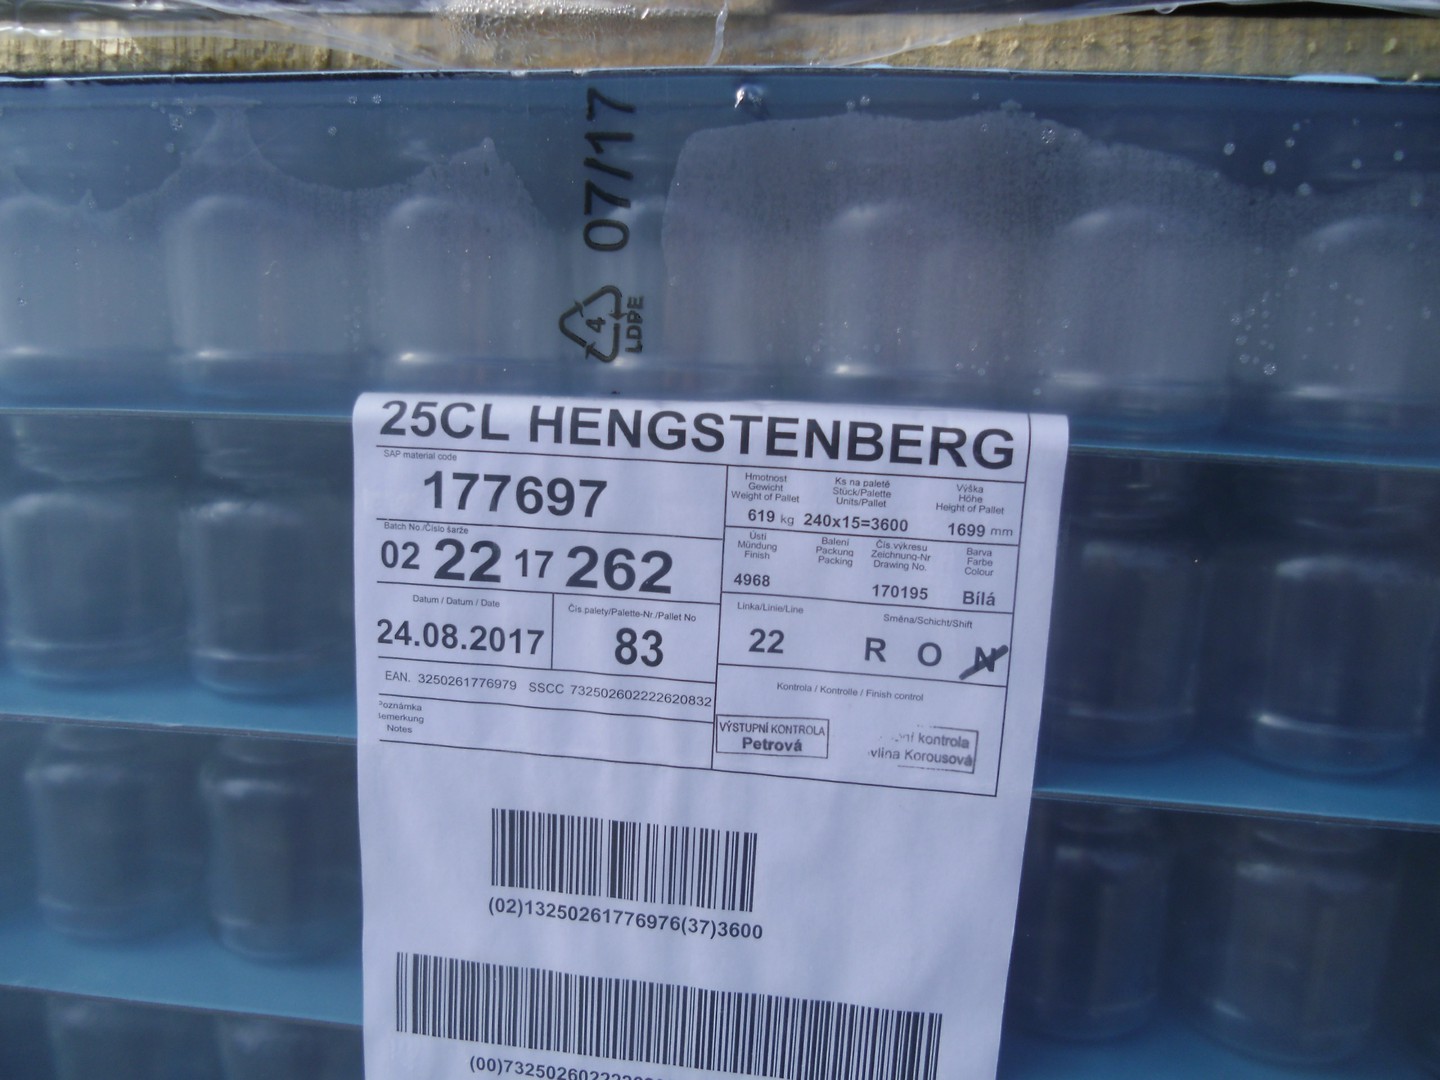 07/17
4
LDPE
25CL HENGSTENBERG
SAP material code
177697
Hmotnost
Gewicht
Weight of Pallet
619 kg
Ks na paletě
Stück/Palette
Units/Pallet
240x15=3600
Výška
Höhe
Height of Pallet
1699 mm
Batch No./Číslo šarže
02 22 17 262
Ústí
Mündung
Finish
4968
Balení
Packung
Packing
Čís.výkresu
Zeichnung-Nr
Drawing No.
170195
Barva
Farbe
Colour
Bílá
Datum / Datum / Date
24.08.2017
Čís.palety/Palette-Nr./Pallet No
83
Linka/Linie/Line
22
Směna/Schicht/Shift
R O N
EAN. 3250261776979 SSCC 732502602222620832
Poznámka
Bemerkung
Notes
Kontrola / Kontrolle / Finish control
VÝSTUPNÍ KONTROLA
Petrová
kontrola
Korousová
(02)13250261776976(37)3600